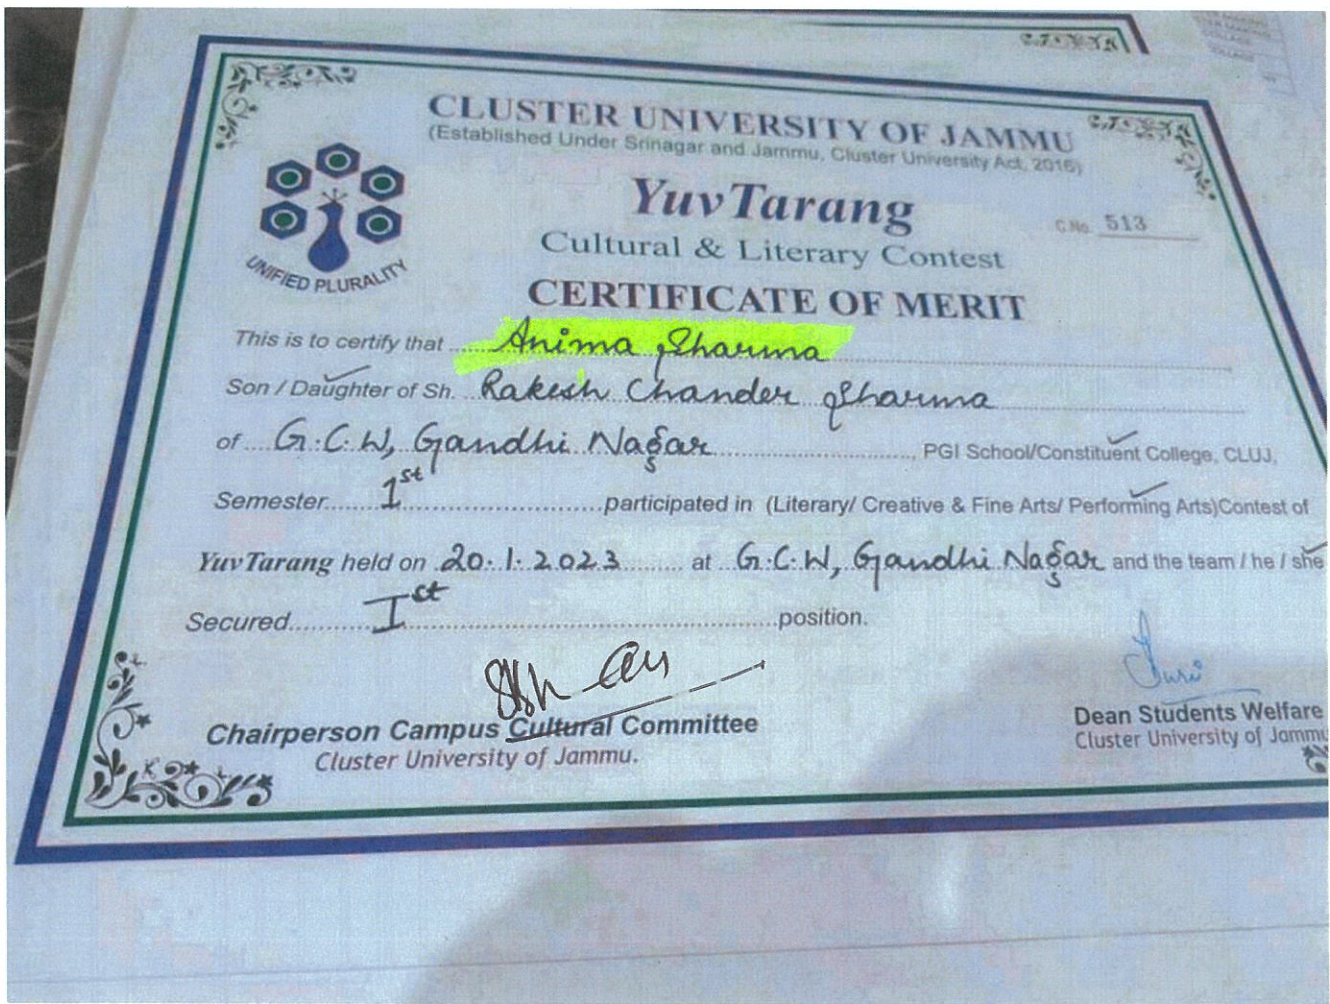 CLUSTER UNIVERSITY OF JAMMU
(Established Under Srinagar and Jammu, Cluster University Act, 2016)
YuvTarang
C.No. 513
Cultural & Literary Contest
UNIFIED PLURALITY
CERTIFICATE OF MERIT
This is to certify that Anima Sharma
Son / Daughter of Sh. Rakesh Chander Sharma
of G.C.W, Gandhi Nagar PGI School/Constituent College, CLUJ,
Semester 1st participated in (Literary/ Creative & Fine Arts/ Performing Arts)Contest of
YuvTarang held on 20.1.2023 at G.C.W, Gandhi Nagar and the team / he / she
Secured Ist position.
Chairperson Campus Cultural Committee
Cluster University of Jammu.
Dean Students Welfare
Cluster University of Jammu